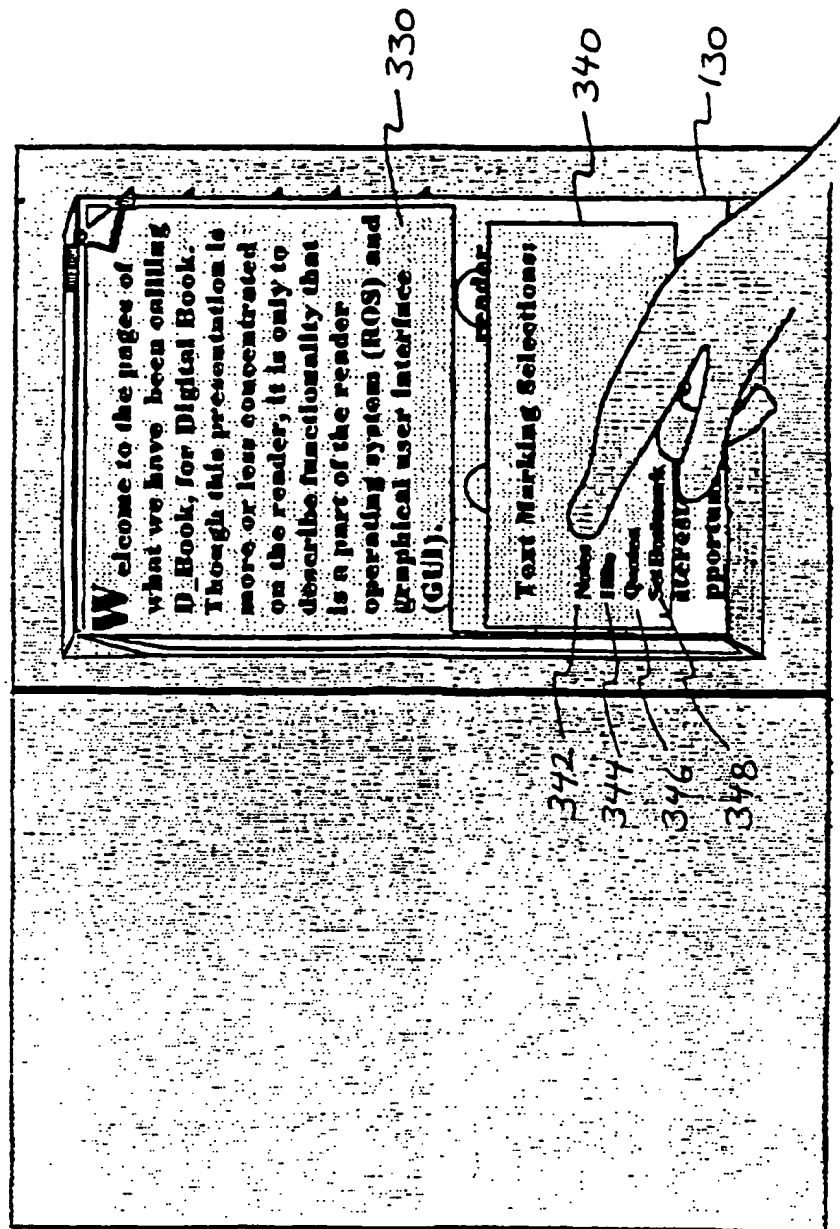 Welcome to the pages of
what we have been calling
D_Book, for Digital Book.
Though this presentation is
more or less concentrated
on the reader, it is only to
describe functionality that
is a part of the reader
operating system (ROS) and
graphical user interface
(GUI).
330
reader
Text Marking Selections:
340
Notes
Hilite
Quotes
Set Bookmark
342
344
346
348
130